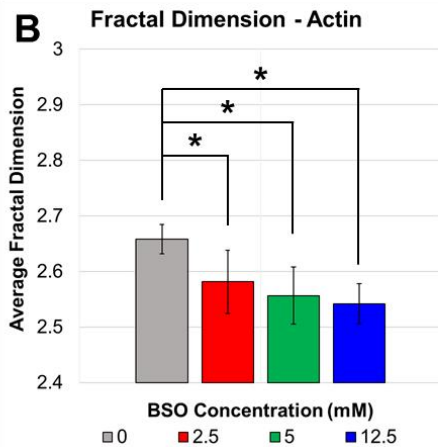 B
Fractal Dimension - Actin
Average Fractal Dimension
3
2.9
2.8
2.7
2.6
2.5
2.4
*
*
*
BSO Concentration (mM)
0 2.5 5 12.5